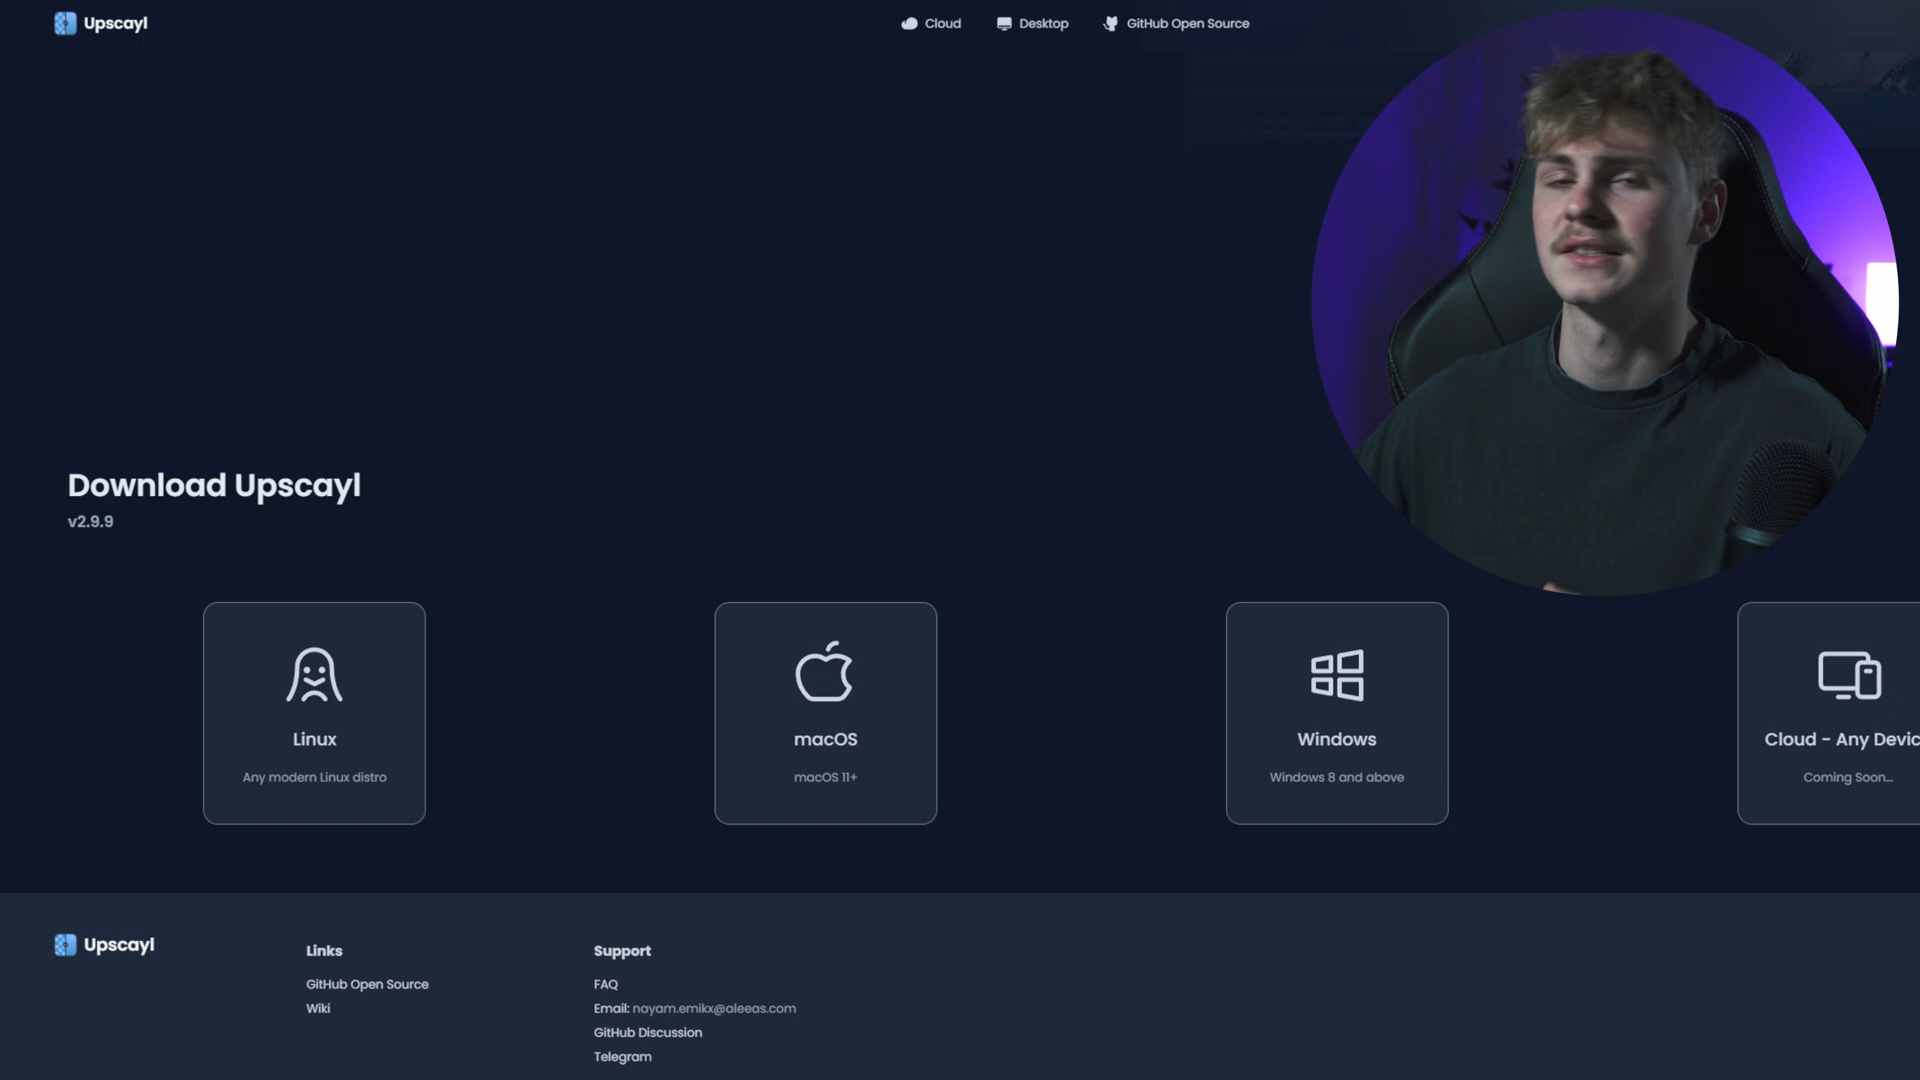 Upscayl
Cloud
Desktop
GitHub Open Source
Download Upscayl
v2.9.9
Linux
Any modern Linux distro
macOS
macOS 11+
Windows
Windows 8 and above
Cloud - Any Devic
Coming Soon...
Upscayl
Links
GitHub Open Source
Wiki
Support
FAQ
Email: nayam.emikx@aleeas.com
GitHub Discussion
Telegram